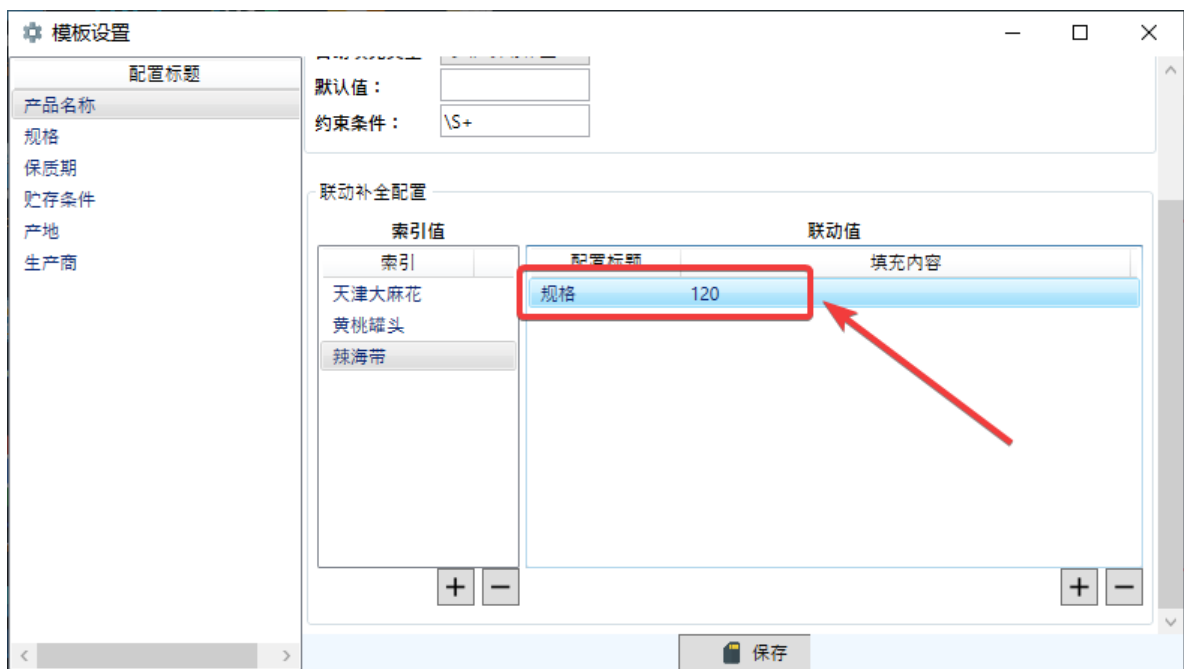 模板设置
配置标题
产品名称
规格
保质期
贮存条件
产地
生产商
默认值：
约束条件： \S+
联动补全配置
索引值 联动值
索引 配置标题 填充内容
天津大麻花 规格 120
黄桃罐头
辣海带
保存